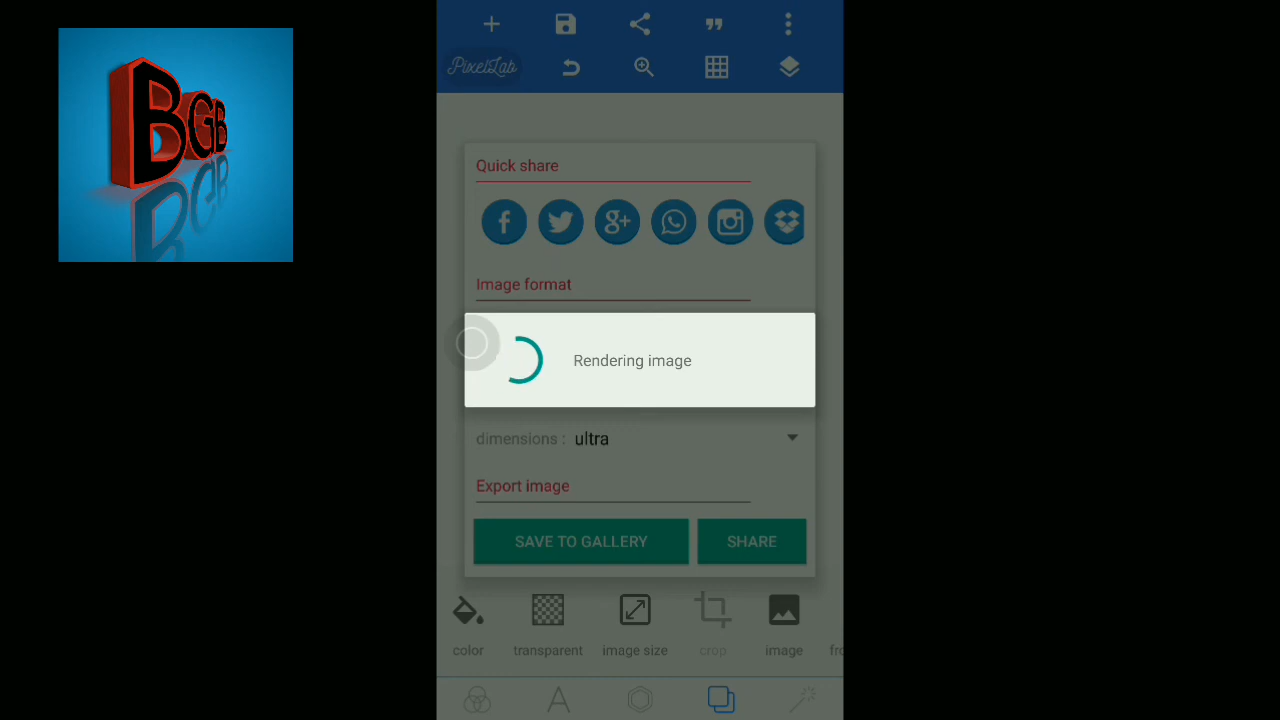 BGB
PixelLab
Quick share
Image format
Rendering image
dimensions : ultra
Export image
SAVE TO GALLERY SHARE
color transparent image size crop image fro